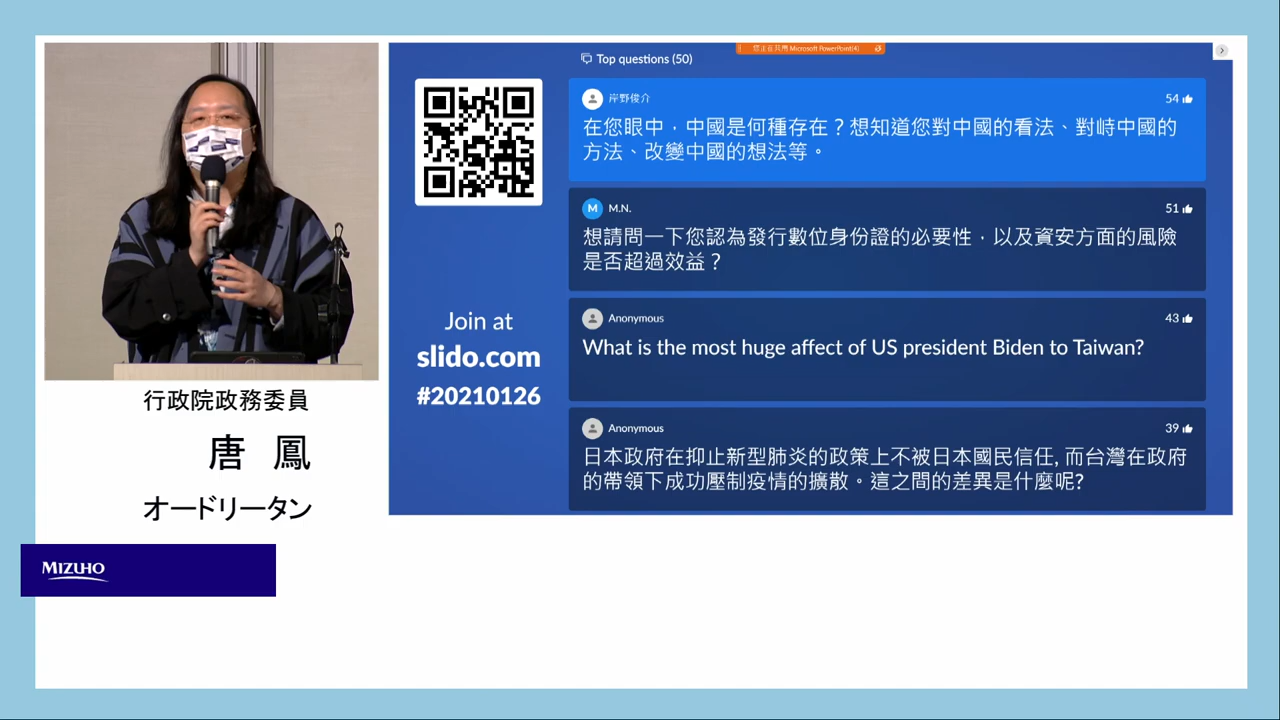 您正在共用 Microsoft PowerPoint(4)
Top questions (50)
岸野俊介
54
在您眼中，中國是何種存在？想知道您對中國的看法、對峙中國的
方法、改變中國的想法等。
M
M.N.
51
想請問一下您認為發行數位身份證的必要性，以及資安方面的風險
是否超過效益？
Anonymous
43
What is the most huge affect of US president Biden to Taiwan?
Anonymous
39
日本政府在抑止新型肺炎的政策上不被日本國民信任, 而台灣在政府
的帶領下成功壓制疫情的擴散。這之間的差異是什麼呢?
Join at
slido.com
#20210126
行政院政務委員
唐　鳳
オードリータン
MIZUHO